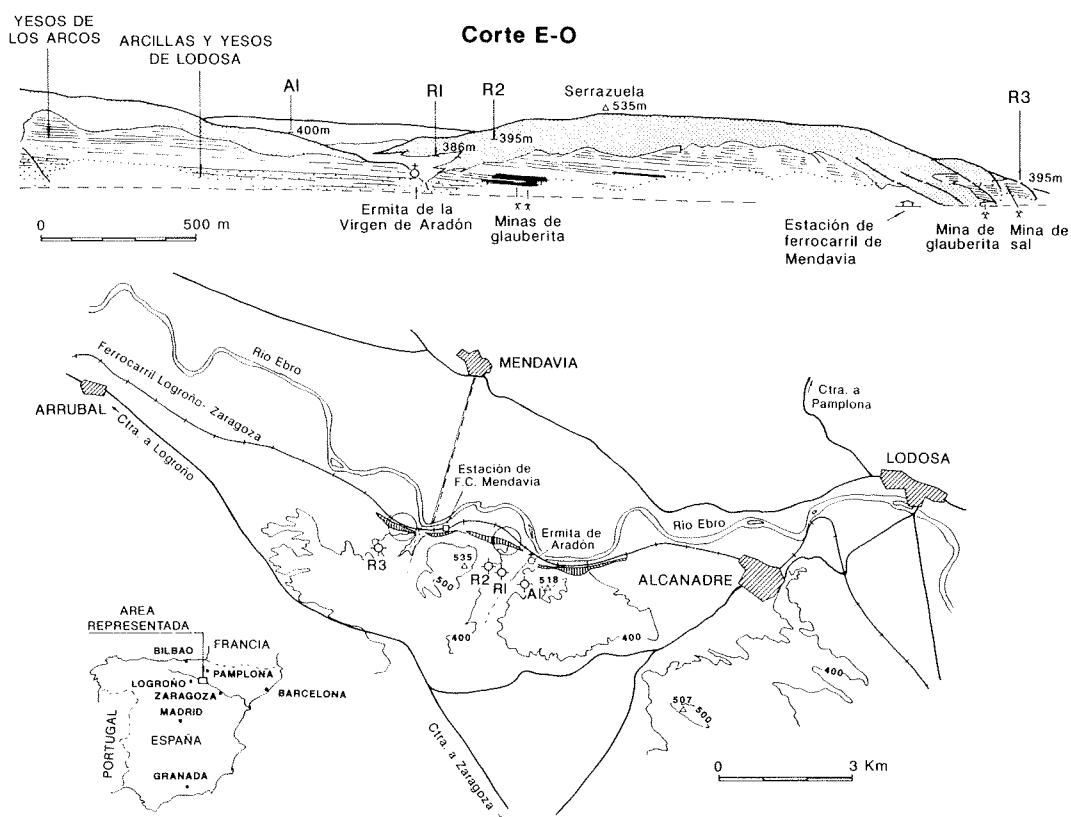 Corte E-O
YESOS DE
LOS ARCOS
ARCILLAS Y YESOS
DE LODOSA
A1
R1
R2
Serrazuela
535m
R3
400m
386m
395m
395m
0
500 m
Ermita de la
Virgen de Aradón
Minas de
glauberita
Estación de
ferrocarril de
Mendavia
Mina de
glauberita
Mina de
sal
Ferrocarril Logroño-Zaragoza
Rio Ebro
MENDAVIA
Ctra. a
Pamplona
ARRUBAL
Ctra. a Logroño
LODOSA
Estación de
F.C. Mendavia
Rio Ebro
Ermita de
Aradón
R3
535
500
R2
R1
A1
518
ALCANADRE
400
400
400
507
500
AREA
REPRESENTADA
FRANCIA
BILBAO
PAMPLONA
LOGROÑO
ZARAGOZA
BARCELONA
MADRID
PORTUGAL
ESPAÑA
GRANADA
Ctra. a Zaragoza
0
3 Km